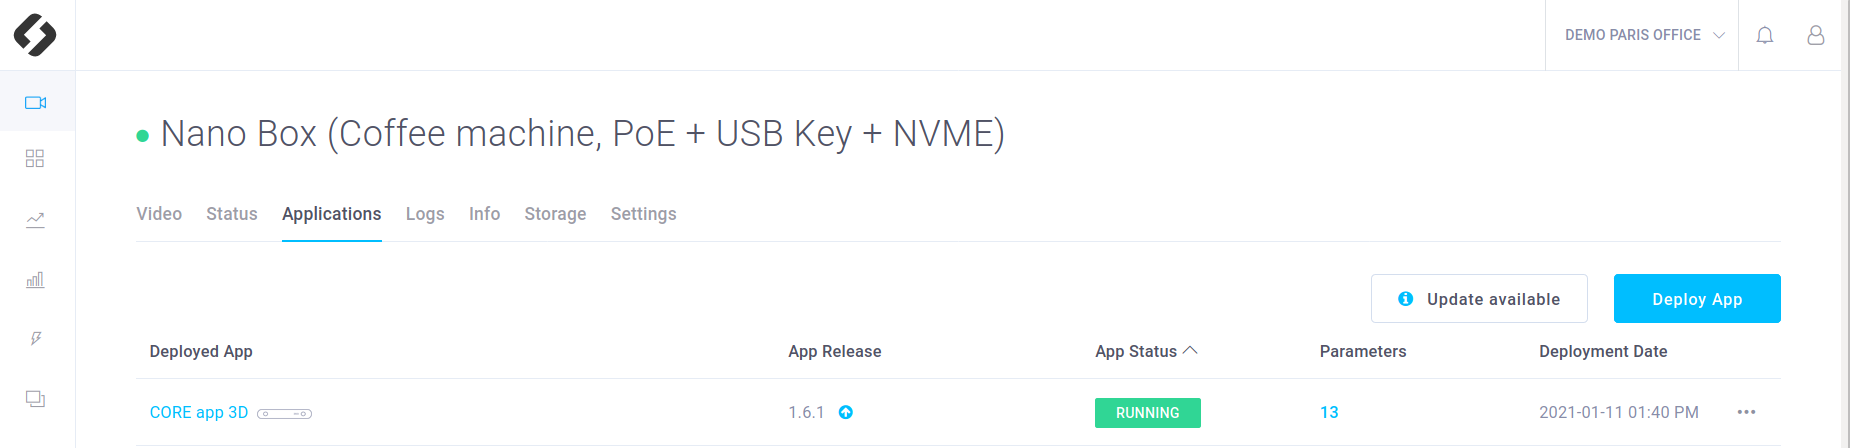 DEMO PARIS OFFICE
Nano Box (Coffee machine, PoE + USB Key + NVME)
Video Status Applications Logs Info Storage Settings
Update available Deploy App
Deployed App App Release App Status Parameters Deployment Date
CORE app 3D 1.6.1 RUNNING 13 2021-01-11 01:40 PM